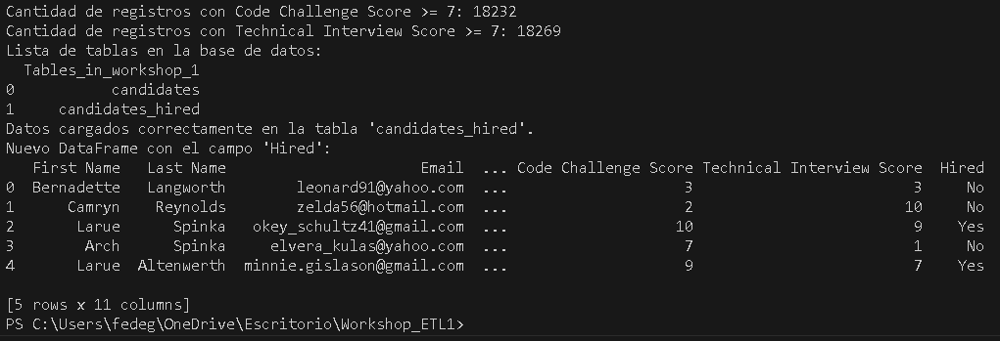 Cantidad de registros con Code Challenge Score >= 7: 18232
Cantidad de registros con Technical Interview Score >= 7: 18269
Lista de tablas en la base de datos:
  Tables_in_workshop_1
0           candidates
1     candidates_hired
Datos cargados correctamente en la tabla 'candidates_hired'.
Nuevo DataFrame con el campo 'Hired':
   First Name   Last Name                      Email  ... Code Challenge Score Technical Interview Score  Hired
0  Bernadette   Langworth        leonard91@yahoo.com  ...                    3                         3     No
1      Camryn    Reynolds        zelda56@hotmail.com  ...                    2                        10     No
2       Larue      Spinka   okey_schultz41@gmail.com  ...                   10                         9    Yes
3        Arch      Spinka     elvera_kulas@yahoo.com  ...                    7                         1     No
4       Larue  Altenwerth  minnie.gislason@gmail.com  ...                    9                         7    Yes

[5 rows x 11 columns]
PS C:\Users\fedeg\OneDrive\Escritorio\Workshop_ETL1>